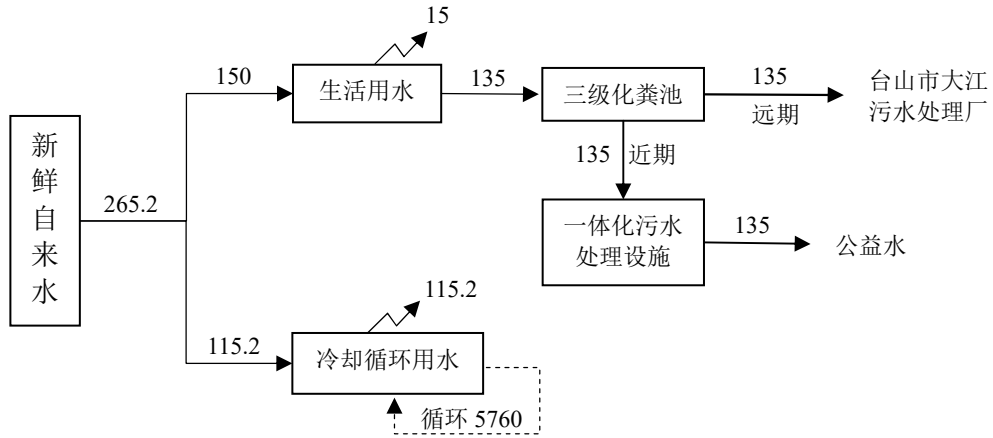 15
150
生活用水
135
三级化粪池
135
远期
台山市大江
污水处理厂
135 近期
新鲜自来水
265.2
一体化污水
处理设施
135
公益水
115.2
115.2
冷却循环用水
循环 5760